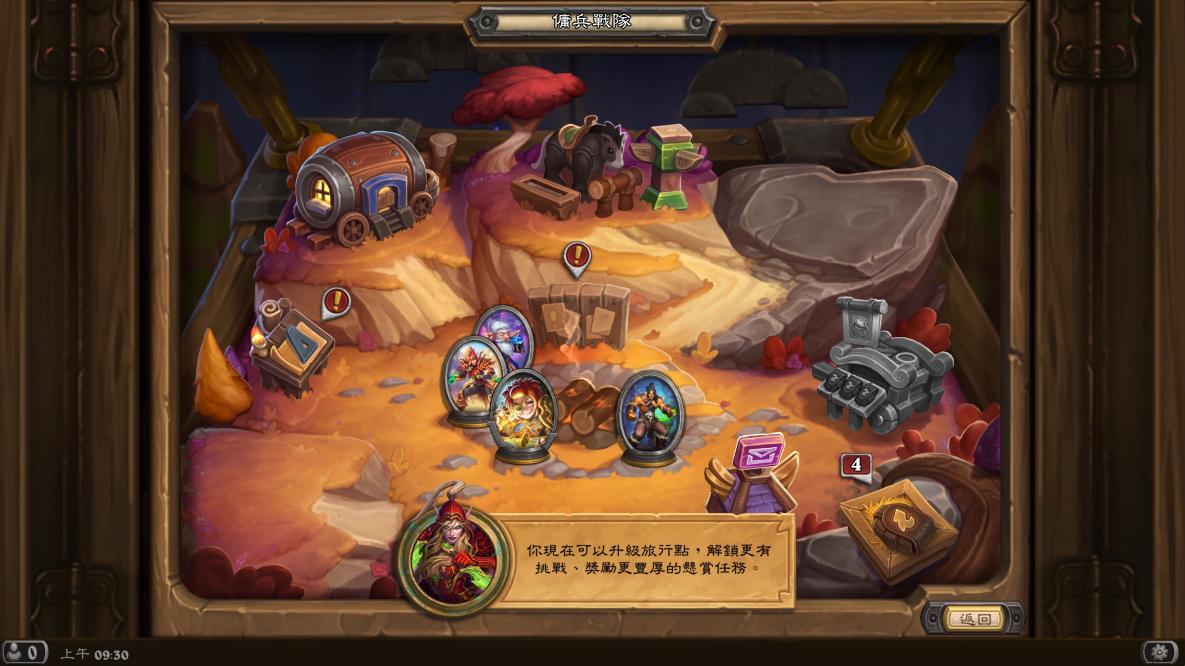 傭兵戰隊
4
你現在可以升級旅行點，解鎖更有
挑戰、獎勵更豐厚的懸賞任務。
返回
0 上午 09:30